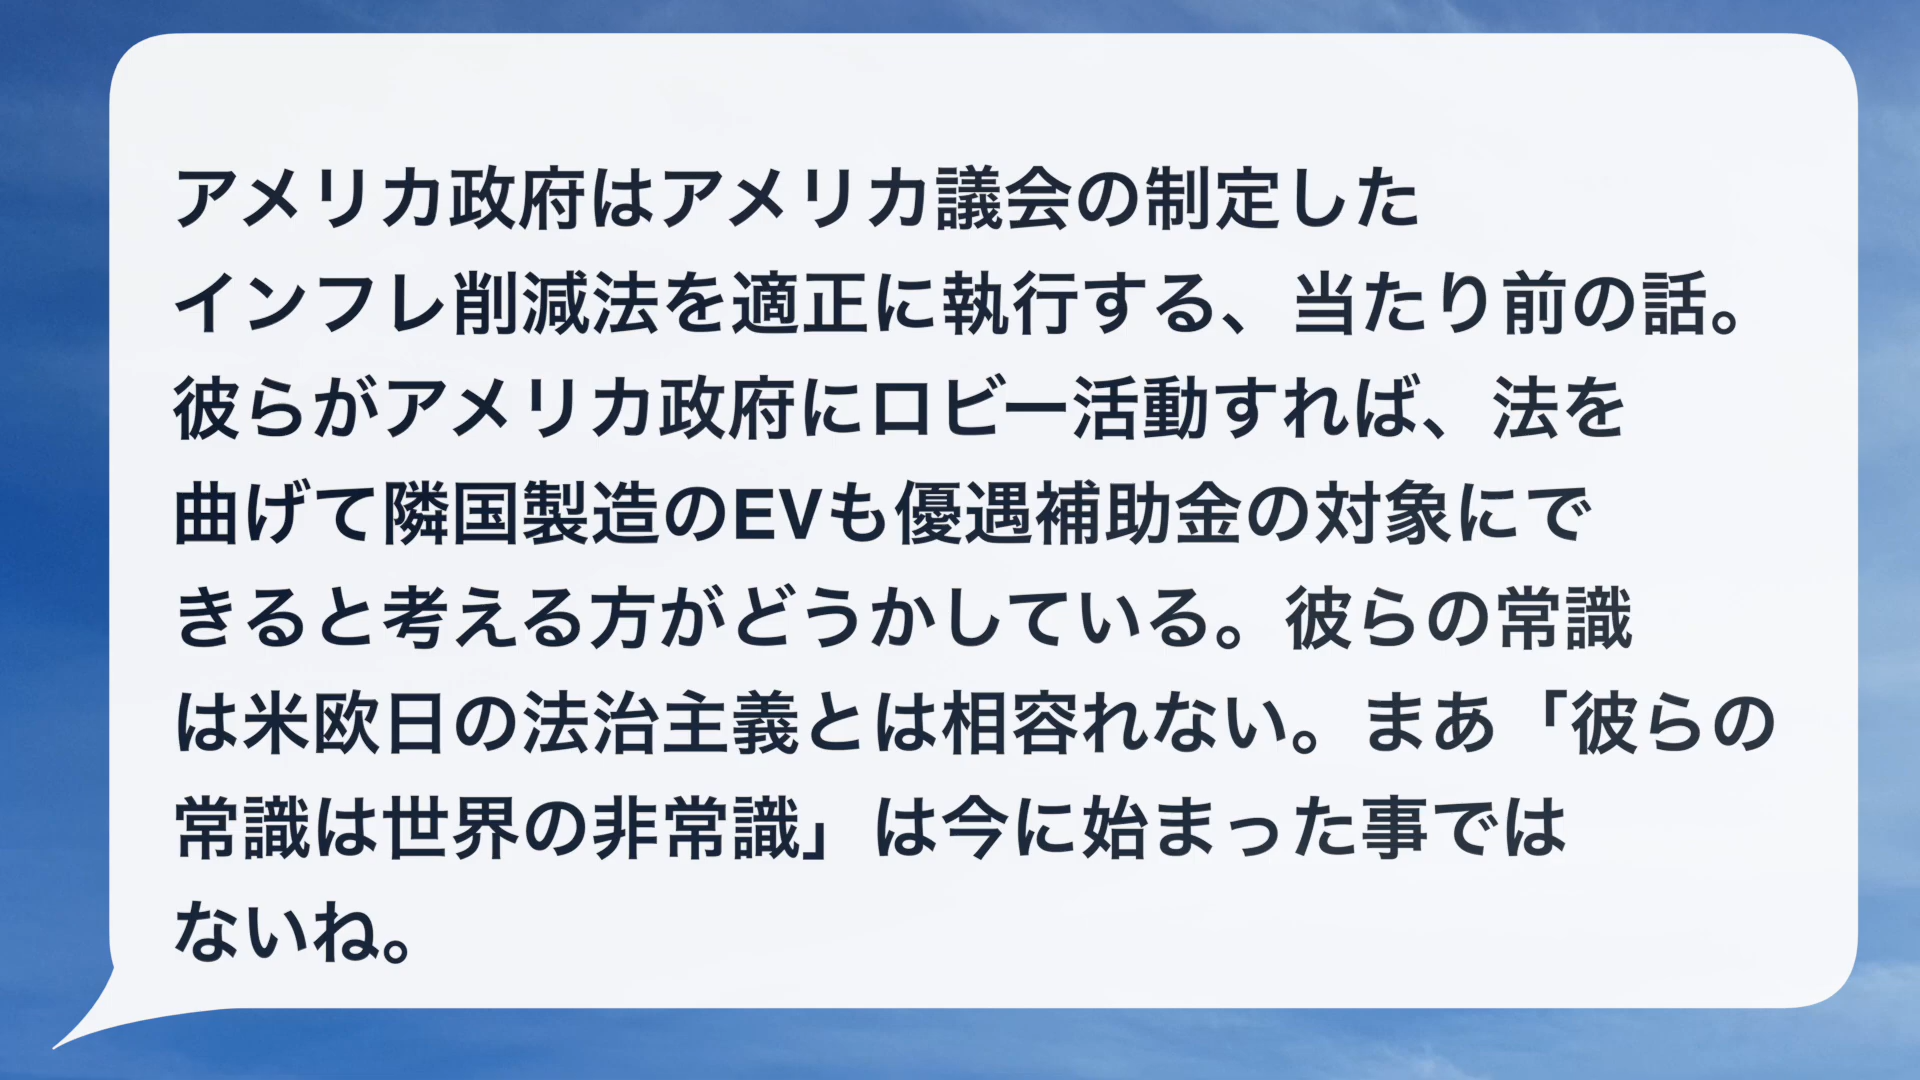 アメリカ政府はアメリカ議会の制定した
インフレ削減法を適正に執行する、当たり前の話。
彼らがアメリカ政府にロビー活動すれば、法を
曲げて隣国製造のEVも優遇補助金の対象にで
きると考える方がどうかしている。彼らの常識
は米欧日の法治主義とは相容れない。まあ「彼らの
常識は世界の非常識」は今に始まった事では
ないね。